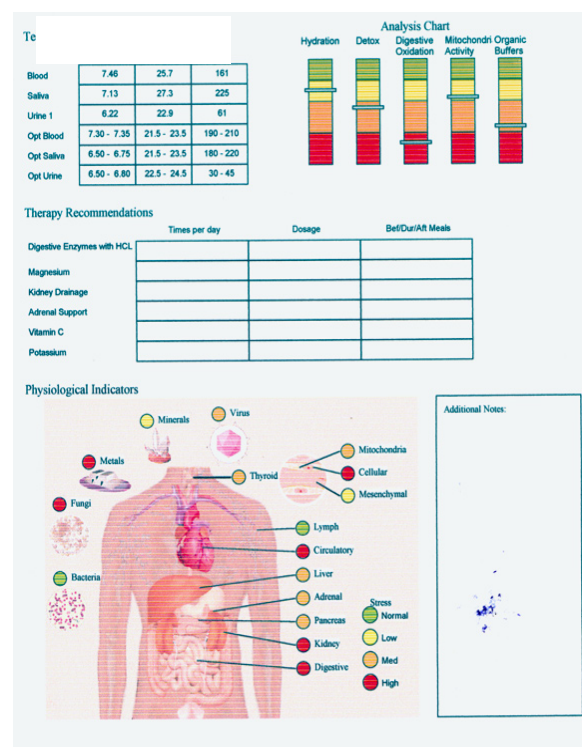 Te
Analysis Chart
Hydration Detox Digestive Oxidation Mitochondri Activity Organic Buffers
Blood 7.46 25.7 161
Saliva 7.13 27.3 225
Urine 1 6.22 22.9 61
Opt Blood 7.30 - 7.35 21.5 - 23.5 190 - 210
Opt Saliva 6.50 - 6.75 21.5 - 23.5 180 - 220
Opt Urine 6.50 - 6.80 22.5 - 24.5 30 - 45
Therapy Recommendations
Times per day Dosage Bef/Dur/Aft Meals
Digestive Enzymes with HCL
Magnesium
Kidney Drainage
Adrenal Support
Vitamin C
Potassium
Physiological Indicators
Additional Notes:
Minerals
Virus
Metals
Thyroid
Mitochondria
Cellular
Mesenchymal
Fungi
Lymph
Circulatory
Bacteria
Liver
Adrenal
Pancreas
Kidney
Digestive
Stress
Normal
Low
Med
High